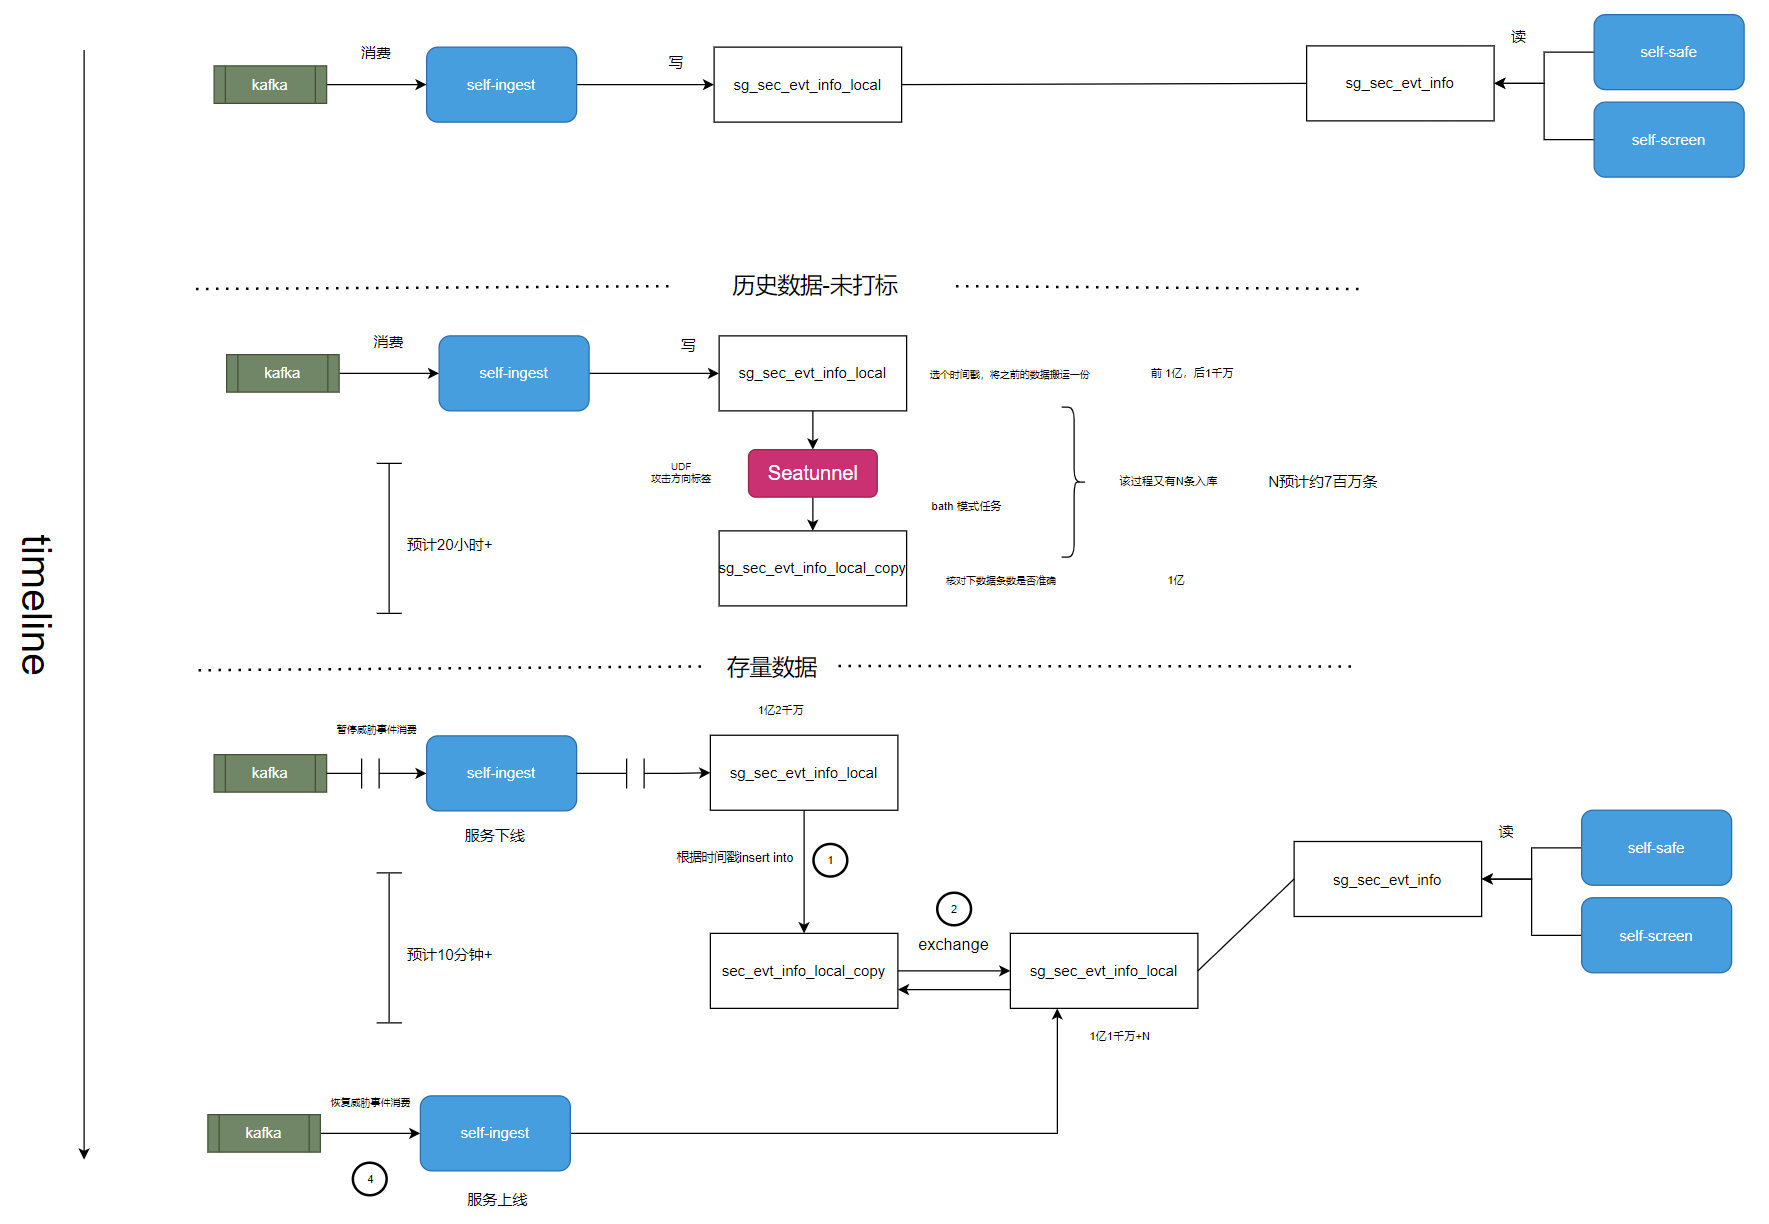 timeline
消费
写
读
kafka
self-ingest
sg_sec_evt_info_local
sg_sec_evt_info
self-safe
self-screen
历史数据-未打标
消费
写
kafka
self-ingest
sg_sec_evt_info_local
选个时间戳，将之前的数据搬运一份
前 1亿，后1千万
UDF
攻击方向标签
Seatunnel
该过程又有N条入库
N预计约7百万条
bath 模式任务
预计20小时+
sg_sec_evt_info_local_copy
核对下数据条数是否准确
1亿
存量数据
1亿2千万
暂停威胁事件消费
kafka
self-ingest
sg_sec_evt_info_local
服务下线
根据时间戳insert into
1
读
self-safe
sg_sec_evt_info
self-screen
2
exchange
预计10分钟+
sec_evt_info_local_copy
sg_sec_evt_info_local
1亿1千万+N
恢复威胁事件消费
kafka
self-ingest
4
服务上线